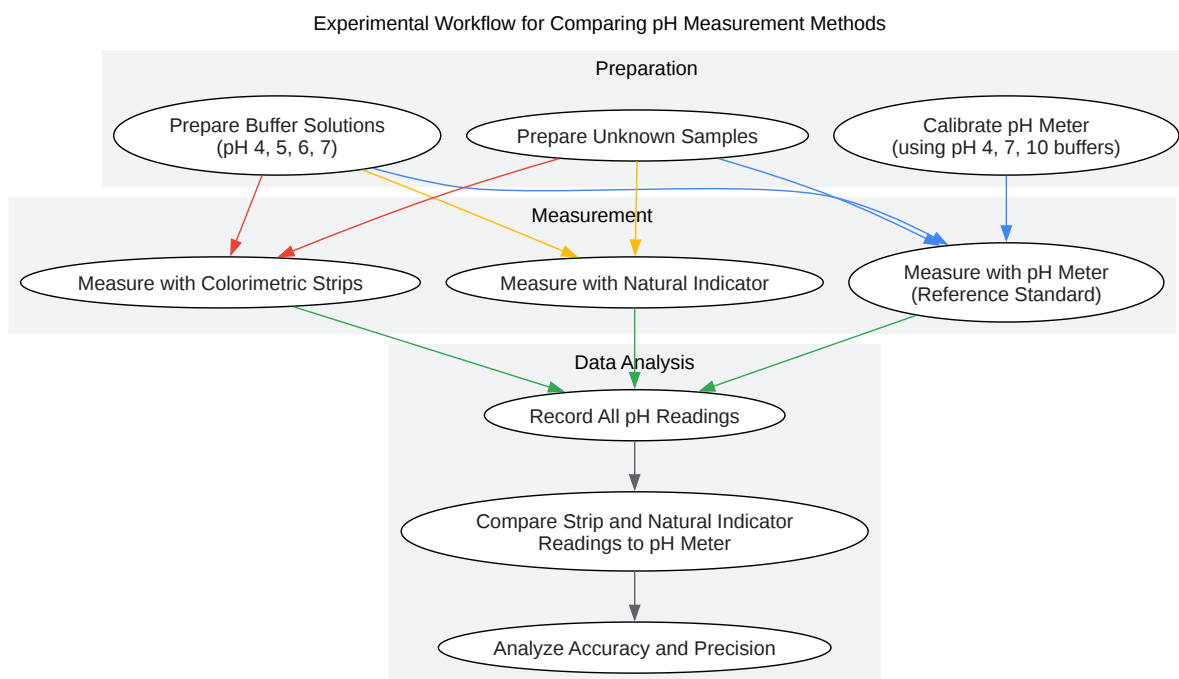 Experimental Workflow for Comparing pH Measurement Methods
Preparation
Prepare Buffer Solutions
(pH 4, 5, 6, 7)
Prepare Unknown Samples
Calibrate pH Meter
(using pH 4, 7, 10 buffers)
Measurement
Measure with Colorimetric Strips
Measure with Natural Indicator
Measure with pH Meter
(Reference Standard)
Data Analysis
Record All pH Readings
Compare Strip and Natural Indicator
Readings to pH Meter
Analyze Accuracy and Precision